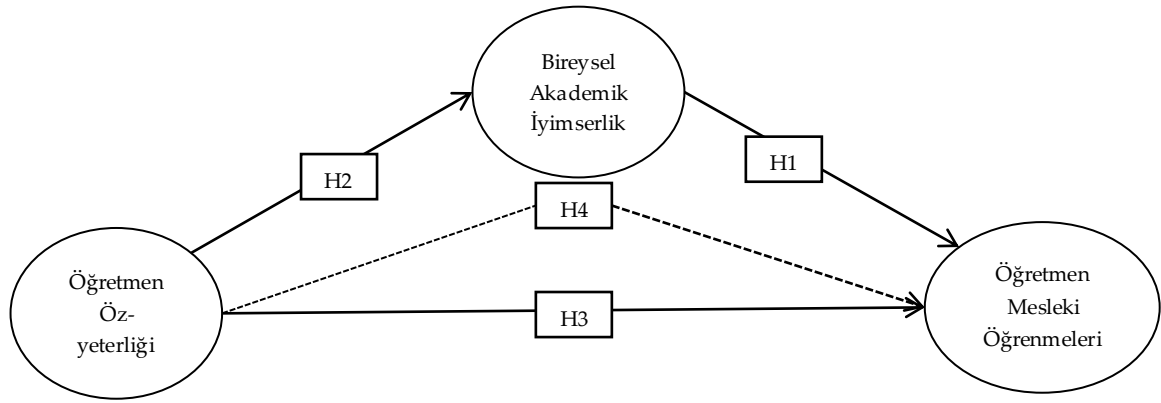 Bireysel
Akademik
İyimserlik
H2
H1
H4
Öğretmen
Öz-
yeterliği
H3
Öğretmen
Mesleki
Öğrenmeleri